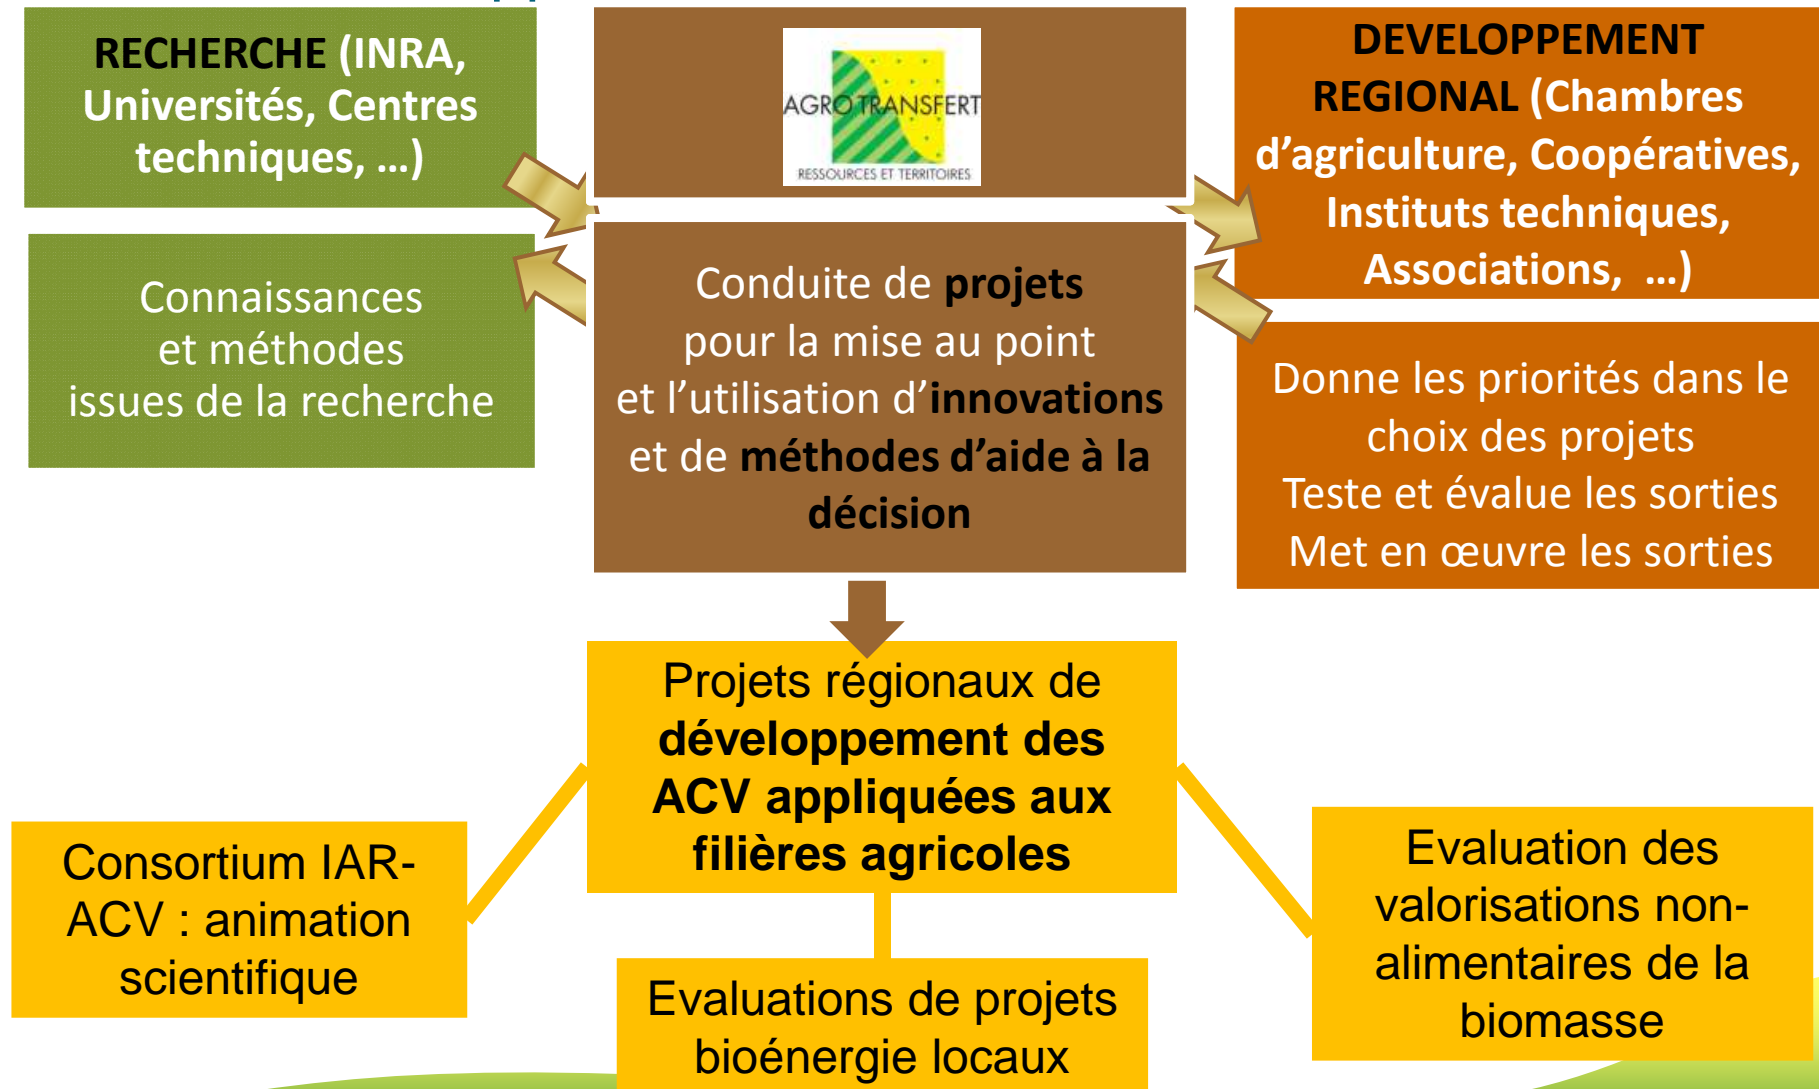 RECHERCHE (INRA,
Universités, Centres
techniques, …)
Connaissances
et méthodes
issues de la recherche
AGRO TRANSFERT
RESSOURCES ET TERRITOIRES
Conduite de projets
pour la mise au point
et l’utilisation d’innovations
et de méthodes d’aide à la
décision
DEVELOPPEMENT
REGIONAL (Chambres
d’agriculture, Coopératives,
Instituts techniques,
Associations, …)
Donne les priorités dans le
choix des projets
Teste et évalue les sorties
Met en œuvre les sorties
Projets régionaux de
développement des
ACV appliquées aux
filières agricoles
Consortium IAR-
ACV : animation
scientifique
Evaluations de projets
bioénergie locaux
Evaluation des
valorisations non-
alimentaires de la
biomasse